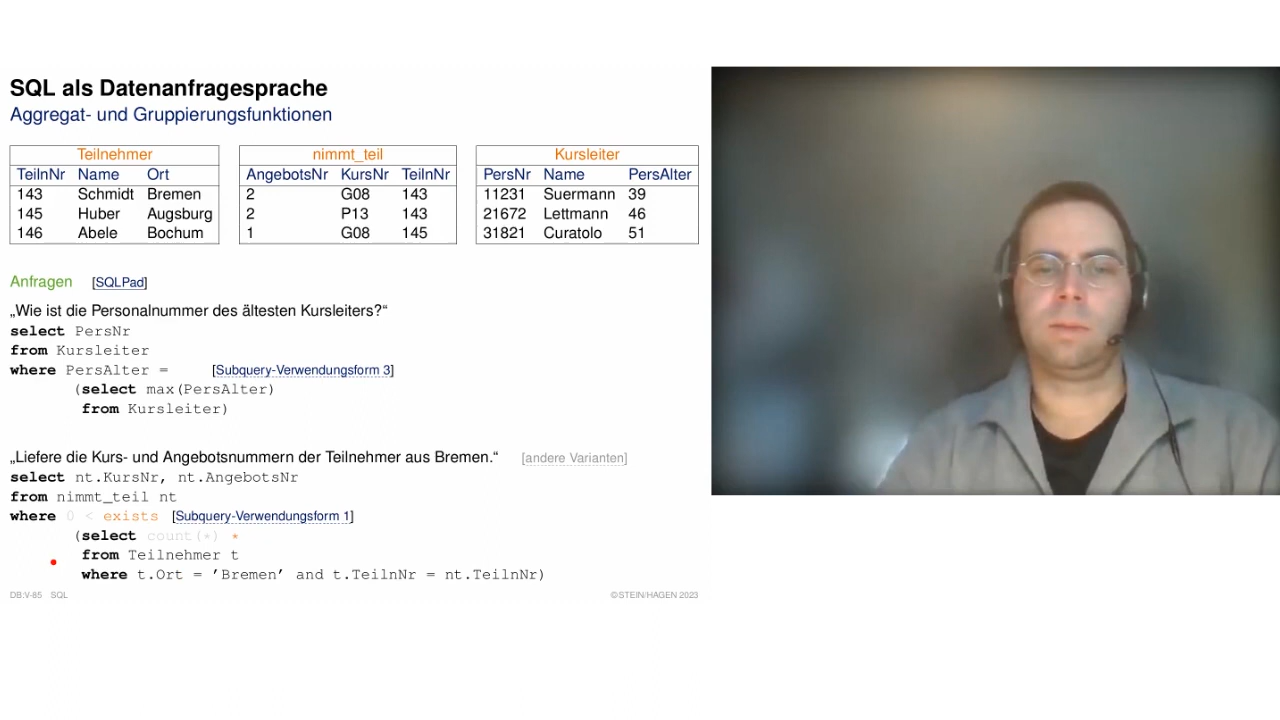 SQL als Datenanfragesprache
Aggregat- und Gruppierungsfunktionen
Teilnehmer
TeilnNr Name Ort
143 Schmidt Bremen
145 Huber Augsburg
146 Abele Bochum
nimmt_teil
AngebotsNr KursNr TeilnNr
2 G08 143
2 P13 143
1 G08 145
Kursleiter
PersNr Name PersAlter
11231 Suermann 39
21672 Lettmann 46
31821 Curatolo 51
Anfragen [SQLPad]
„Wie ist die Personalnummer des ältesten Kursleiters?“
select PersNr
from Kursleiter
where PersAlter = [Subquery-Verwendungsform 3]
(select max(PersAlter)
from Kursleiter)
„Liefere die Kurs- und Angebotsnummern der Teilnehmer aus Bremen.“ [andere Varianten]
select nt.KursNr, nt.AngebotsNr
from nimmt_teil nt
where 0 < exists [Subquery-Verwendungsform 1]
(select count(*) *
from Teilnehmer t
where t.Ort = ’Bremen’ and t.TeilnNr = nt.TeilnNr)
DB:V-85 SQL ©STEIN/HAGEN 2023